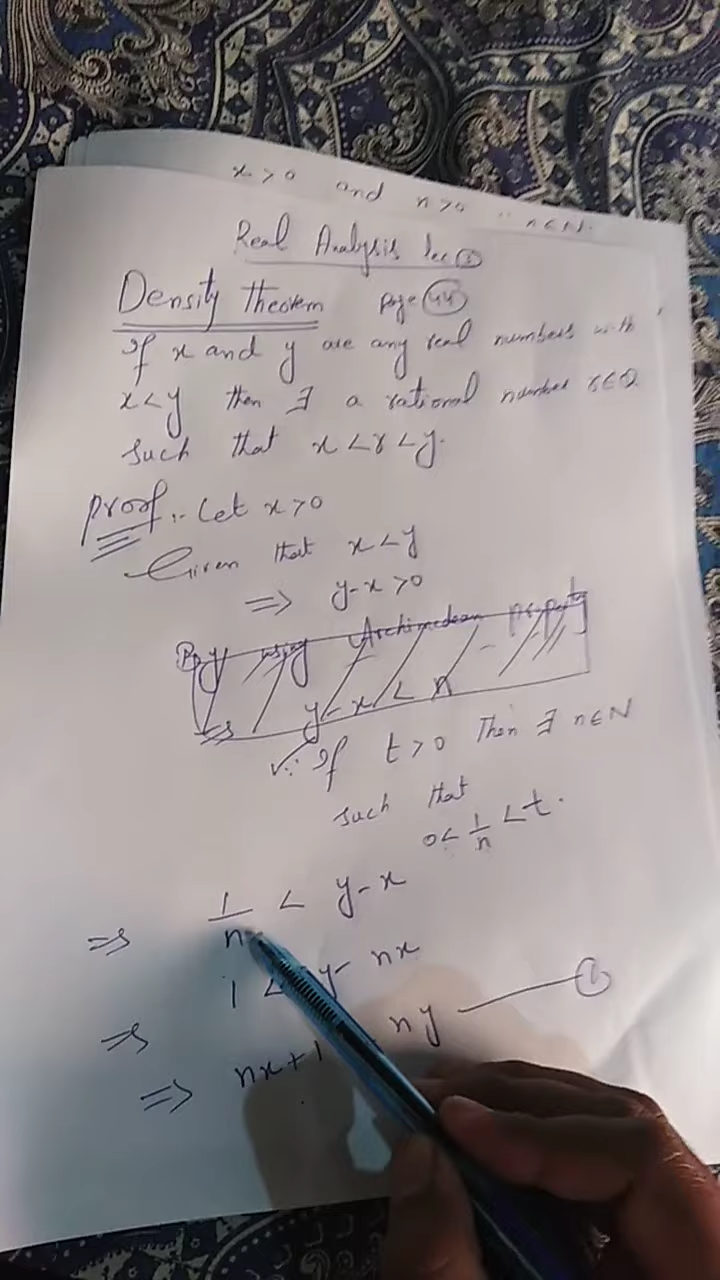 x > 0 and n > 0 ∵ n ∈ N.
Real Analysis lec
Density Theorem page 44
If x and y are any real numbers with
x < y then ∃ a rational number r ∈ Q
such that x < r < y.
Proof:- Let x > 0
Given that x < y
⇒ y - x > 0
By using Archimedean property
⇒ y - x < n
∵ If t > 0 Then ∃ n ∈ N
such that
0 < 1/n < t.
⇒ 1/n < y - x
⇒ 1 < y - nx
⇒ nx + 1 ny — 1